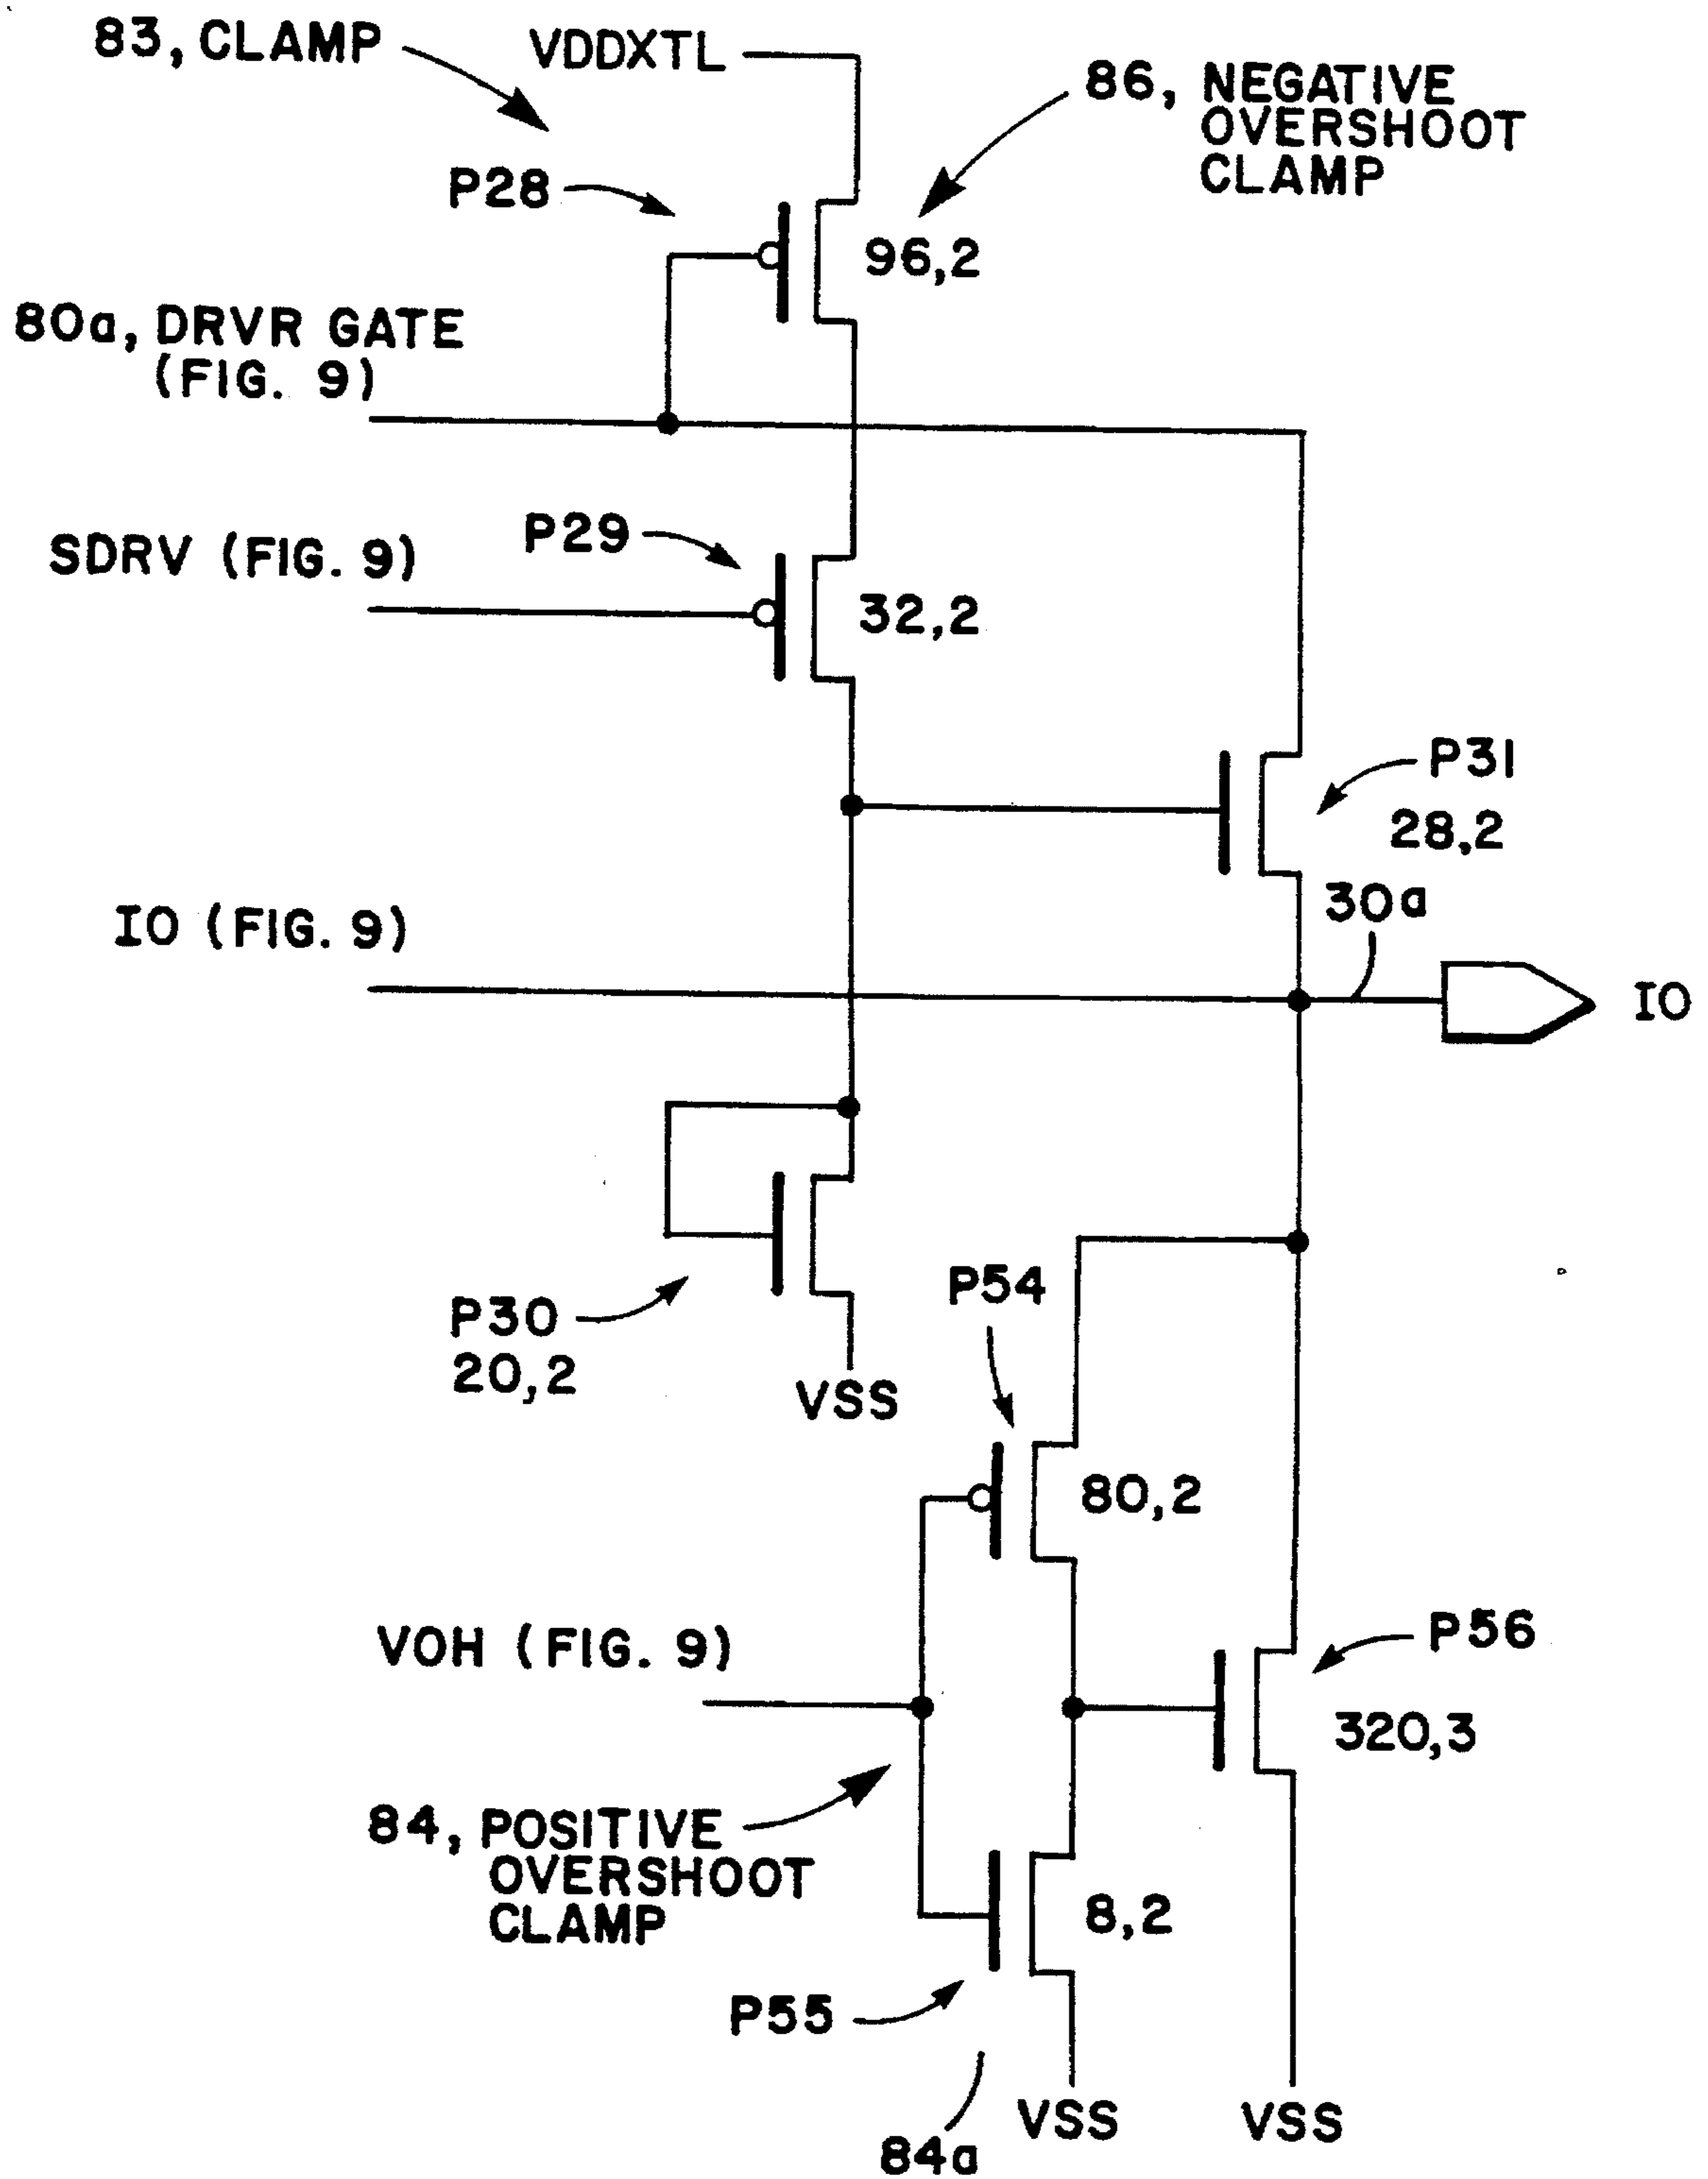 83, CLAMP
VDDXTL
86, NEGATIVE
OVERSHOOT
CLAMP
P28
96,2
80a, DRVR GATE
(FIG. 9)
P29
SDRV (FIG. 9)
32,2
P31
28,2
30a
IO (FIG. 9)
IO
P30
20,2
VSS
P54
80,2
VOH (FIG. 9)
P56
320,3
84, POSITIVE
OVERSHOOT
CLAMP
8,2
P55
84a
VSS
VSS